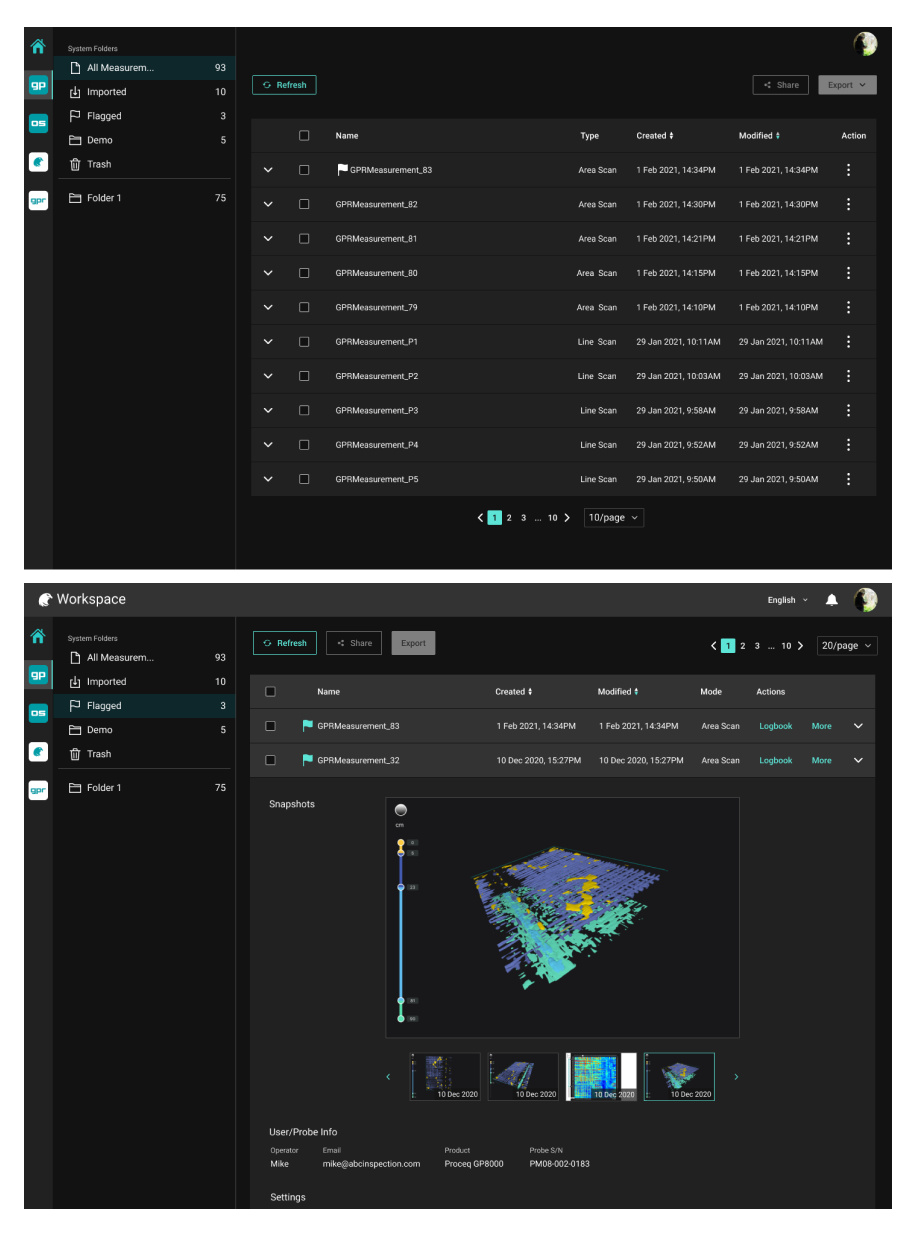 System Folders
All Measurem... 93
gp
Imported 10
Refresh
Share
Export
Flagged 3
os
Demo 5
Name Type Created Modified Action
Trash
GPRMeasurement_83 Area Scan 1 Feb 2021, 14:34PM 1 Feb 2021, 14:34PM
gpr
Folder 1 75
GPRMeasurement_82 Area Scan 1 Feb 2021, 14:30PM 1 Feb 2021, 14:30PM
GPRMeasurement_81 Area Scan 1 Feb 2021, 14:21PM 1 Feb 2021, 14:21PM
GPRMeasurement_80 Area Scan 1 Feb 2021, 14:15PM 1 Feb 2021, 14:15PM
GPRMeasurement_79 Area Scan 1 Feb 2021, 14:10PM 1 Feb 2021, 14:10PM
GPRMeasurement_P1 Line Scan 29 Jan 2021, 10:11AM 29 Jan 2021, 10:11AM
GPRMeasurement_P2 Line Scan 29 Jan 2021, 10:03AM 29 Jan 2021, 10:03AM
GPRMeasurement_P3 Line Scan 29 Jan 2021, 9:58AM 29 Jan 2021, 9:58AM
GPRMeasurement_P4 Line Scan 29 Jan 2021, 9:52AM 29 Jan 2021, 9:52AM
GPRMeasurement_P5 Line Scan 29 Jan 2021, 9:50AM 29 Jan 2021, 9:50AM
1 2 3 ... 10 10/page
Workspace
English
System Folders
Refresh
Share
Export
1 2 3 ... 10 20/page
All Measurem... 93
gp
Imported 10
Name Created Modified Mode Actions
Flagged 3
os
Demo 5
GPRMeasurement_83 1 Feb 2021, 14:34PM 1 Feb 2021, 14:34PM Area Scan Logbook More
Trash
GPRMeasurement_32 10 Dec 2020, 15:27PM 10 Dec 2020, 15:27PM Area Scan Logbook More
gpr
Folder 1 75
Snapshots
cm
23
10 Dec 2020 10 Dec 2020 10 Dec 2020 10 Dec 2020
User/Probe Info
Operator Email Product Probe S/N
Mike mike@abcinspection.com Proceq GP8000 PM08-002-0183
Settings